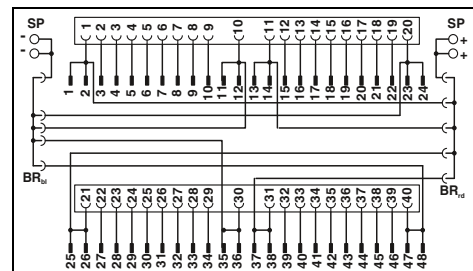 SP
1 2 3 4 5 6 7 8 9 10 11 12 13 14 15 16 17 18 19 20
SP
- +
- +
1 2 3 4 5 6 7 8 9 10 11 12 13 14 15 16 17 18 19 20 21 22 23 24
BRbl
BRrd
21 22 23 24 25 26 27 28 29 30 31 32 33 34 35 36 37 38 39 40
25 26 27 28 29 30 31 32 33 34 35 36 37 38 39 40 41 42 43 44 45 46 47 48